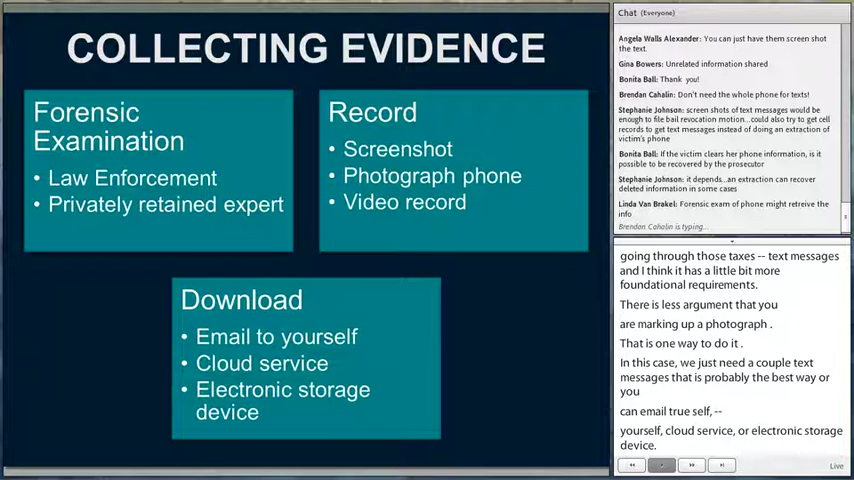 COLLECTING EVIDENCE
Forensic
Examination
• Law Enforcement
• Privately retained expert
Record
• Screenshot
• Photograph phone
• Video record
Download
• Email to yourself
• Cloud service
• Electronic storage
device
Chat (Everyone)
Angela Walls Alexander: You can just have them screen shot
the text.
Gina Bowers: Unrelated information shared
Bonita Ball: Thank you!
Brendan Cahalin: Don't need the whole phone for texts!
Stephanie Johnson: screen shots of text messages would be
enough to file bail revocation motion...could also try to get cell
records to get text messages instead of doing an extraction of
victim's phone
Bonita Ball: If the victim clears her phone information, is it
possible to be recovered by the prosecutor
Stephanie Johnson: it depends...an extraction can recover
deleted information in some cases
Linda Van Brakel: Forensic exam of phone might retreive the
info
Brendan Cahalin is typing...
going through those taxes -- text messages
and I think it has a little bit more
foundational requirements.
There is less argument that you
are marking up a photograph .
That is one way to do it .
In this case, we just need a couple text
messages that is probably the best way or
you
can email true self, --
yourself, cloud service, or electronic storage
device.
Live